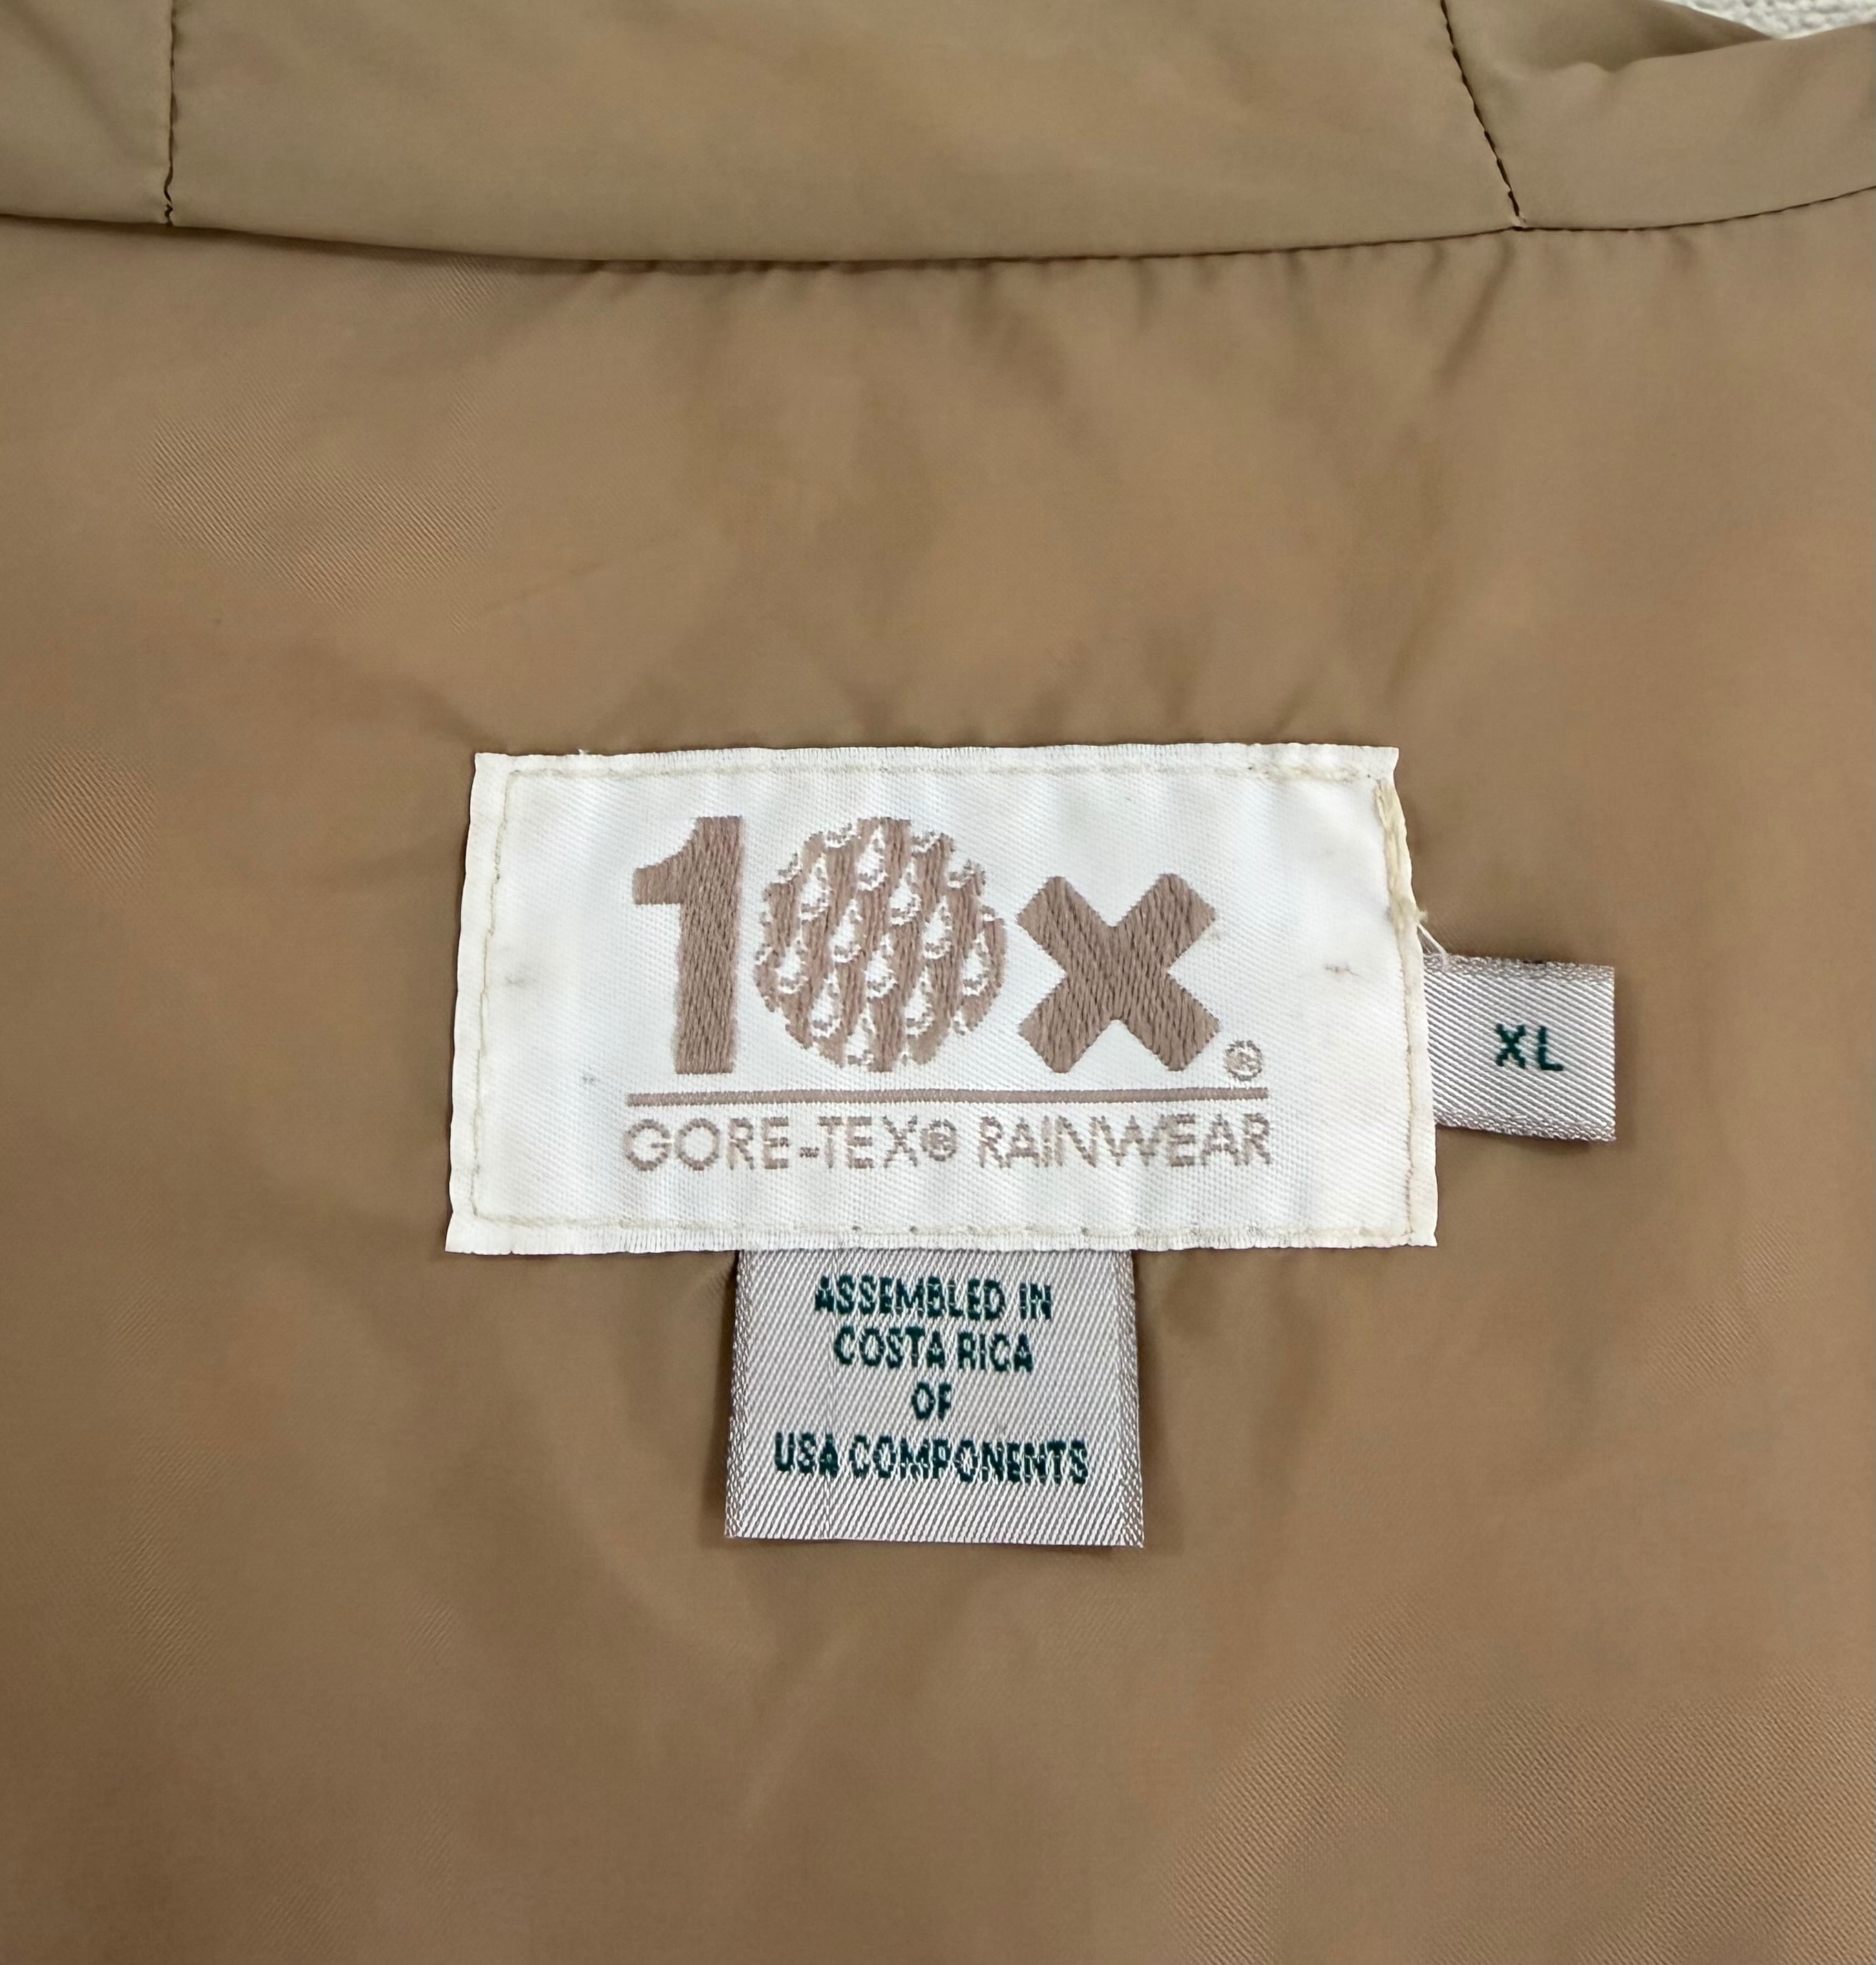 10x®
GORE-TEX® RAINWEAR
XL
ASSEMBLED IN
COSTA RICA
OF
USA COMPONENTS